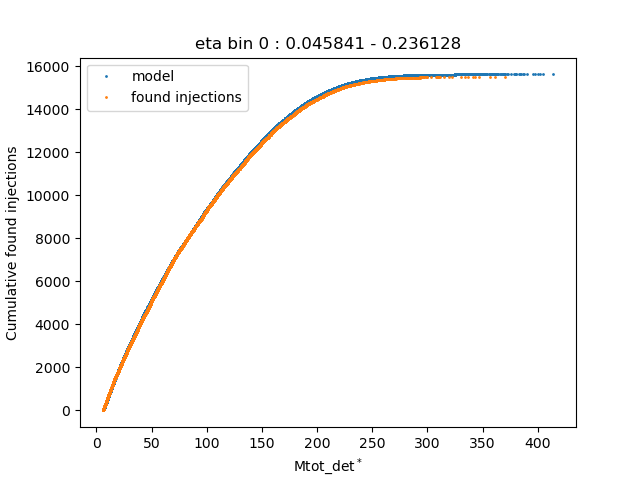 eta bin 0 : 0.045841 - 0.236128
16000
14000
12000
10000
8000
6000
4000
2000
0
Cumulative found injections
model
found injections
0 50 100 150 200 250 300 350 400
Mtot_det*